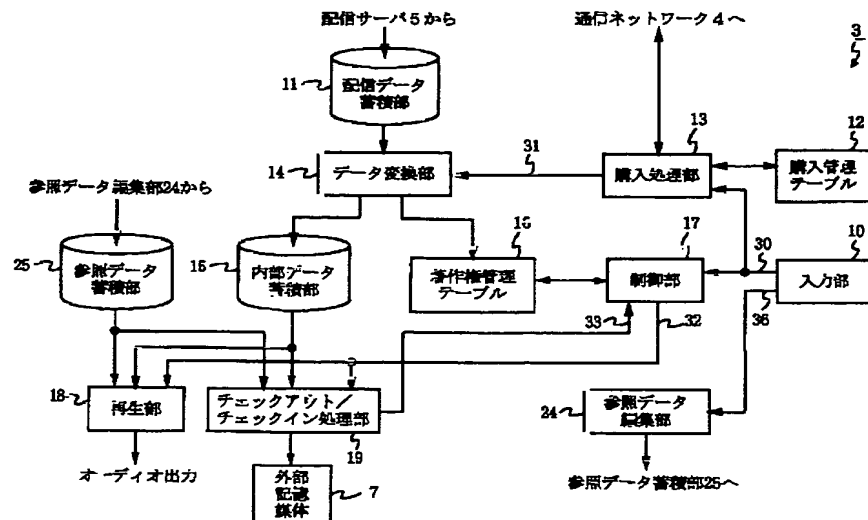 配信サーバ5から
通信ネットワーク4へ
3
11
配信データ
蓄積部
13
12
31
14
データ変換部
購入処理部
購入管理
テーブル
参照データ編集部24から
16
17
10
25
参照データ
蓄積部
15
内部データ
蓄積部
著作権管理
テーブル
制御部
30
入力部
33
32
36
18
再生部
チェックアウト／
チェックイン処理部
24
参照データ
編集部
19
オーディオ出力
外部
記憶
媒体
7
参照データ蓄積部25へ